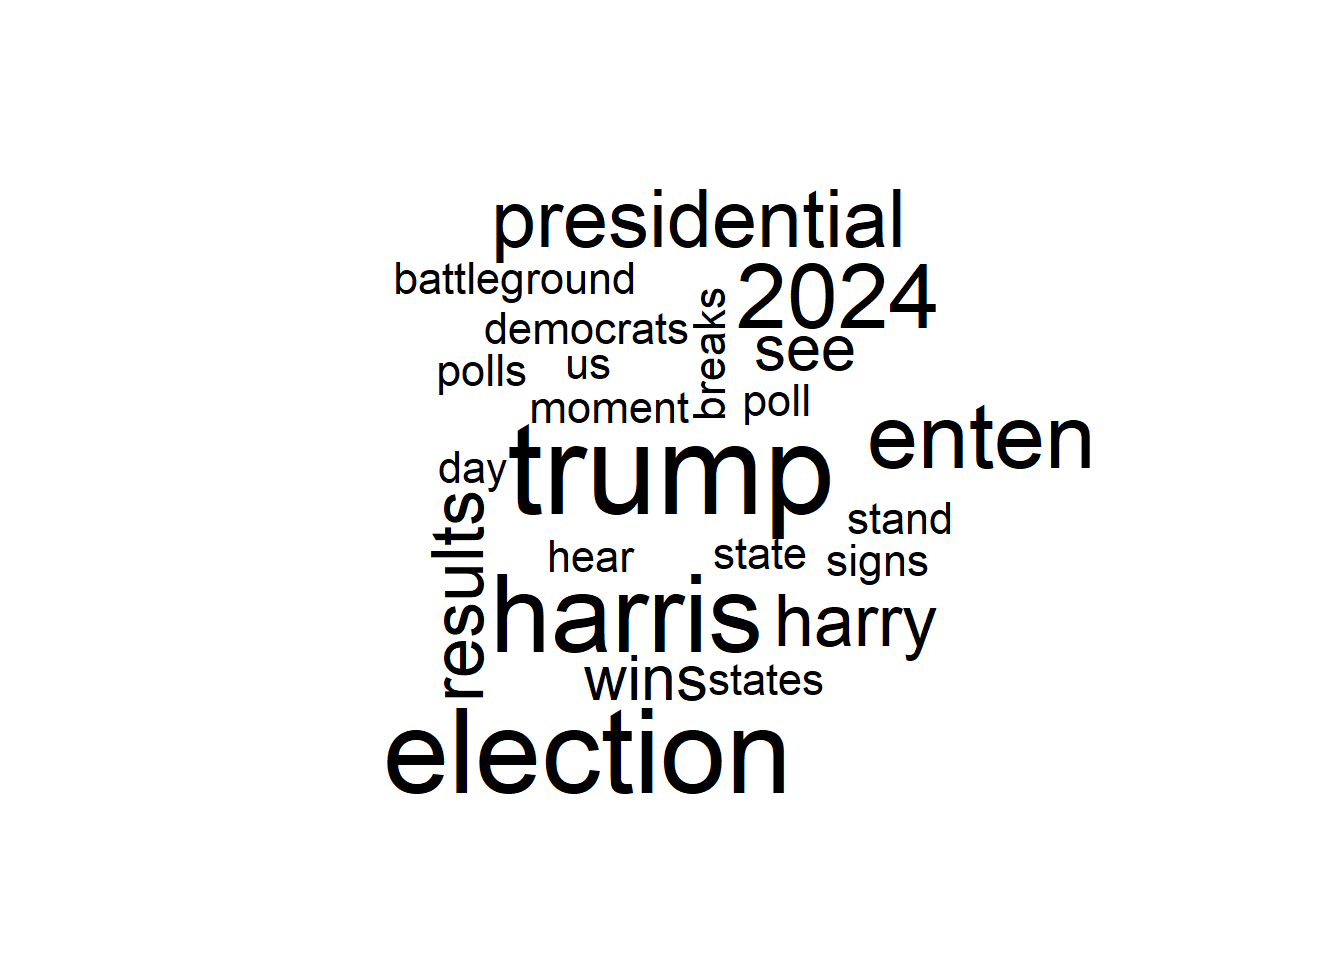 presidential
battleground
2024
breaks
democrats
see
us
polls
poll
moment
enten
trump
day
stand
results
hear
state
signs
harris
harry
wins
states
election